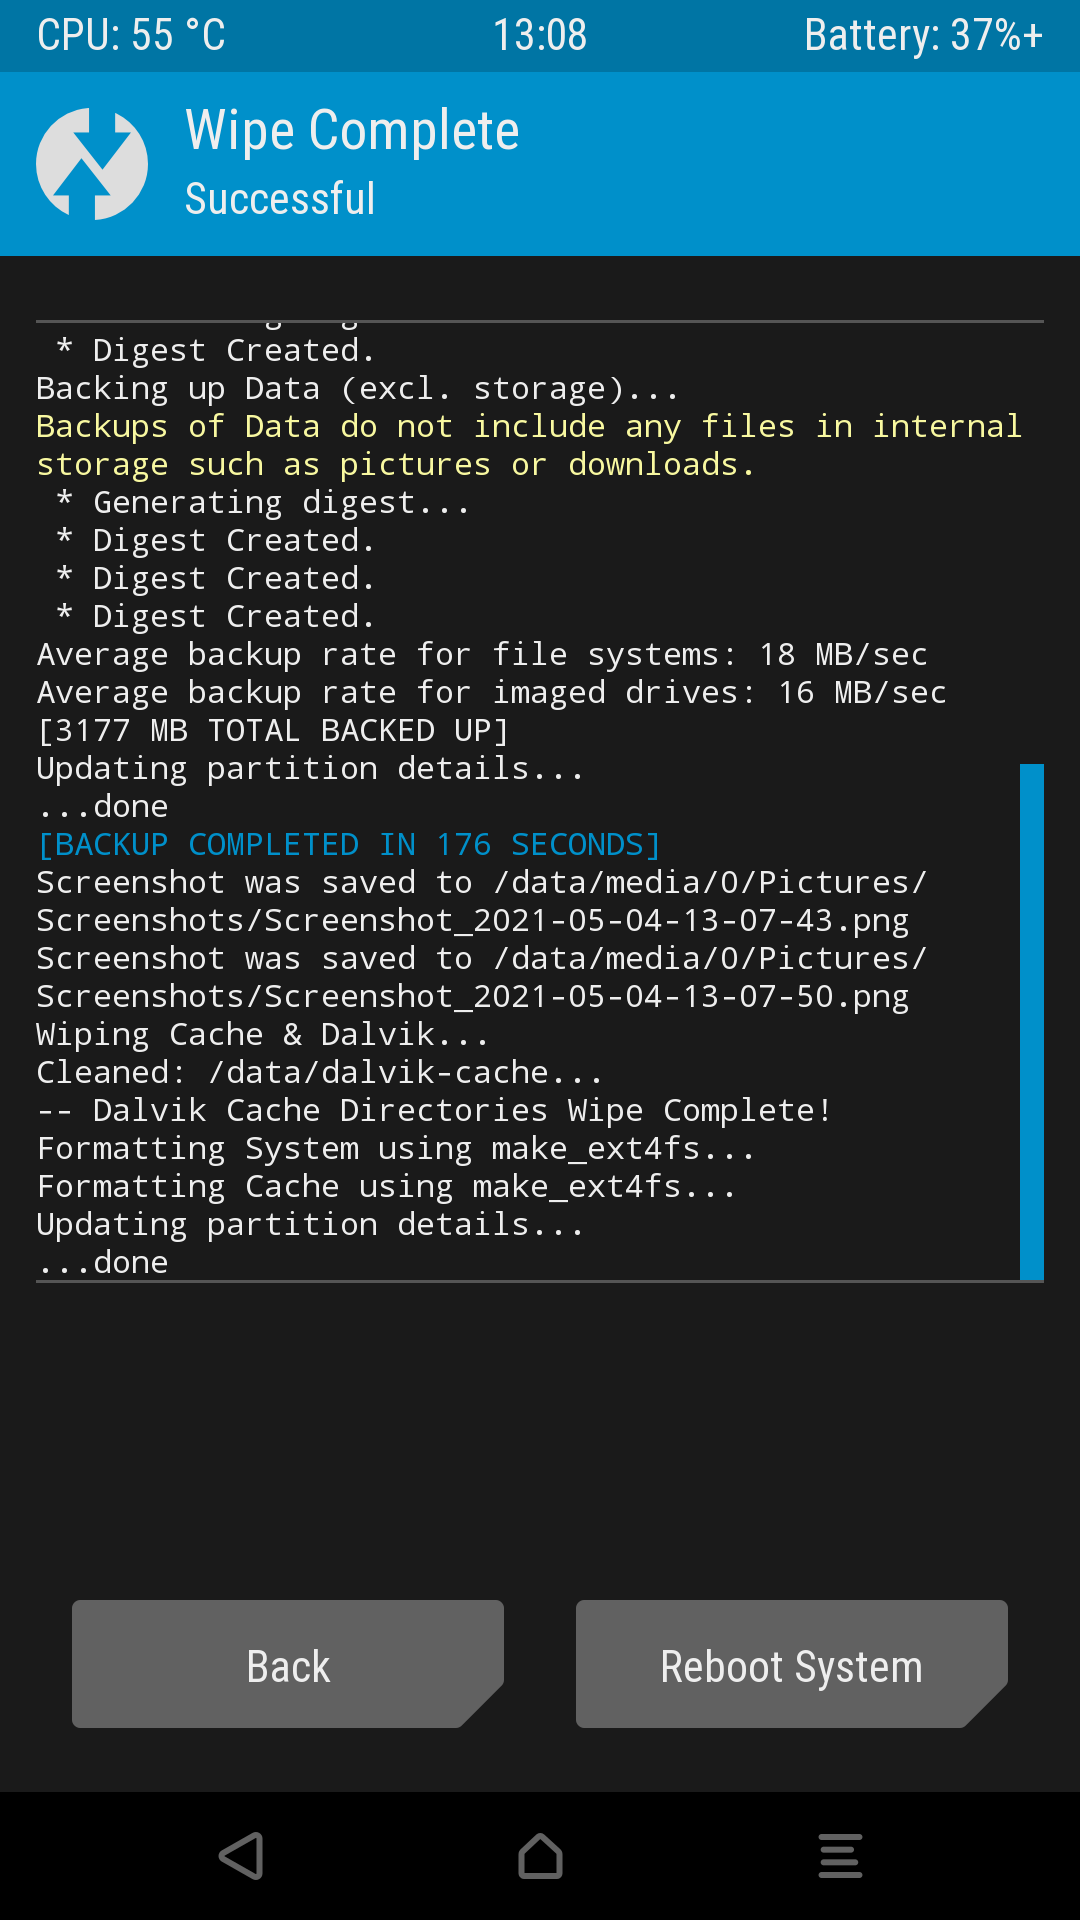 CPU: 55 °C
13:08
Battery: 37%+
Wipe Complete
Successful
* Digest Created.
Backing up Data (excl. storage)...
Backups of Data do not include any files in internal
storage such as pictures or downloads.
* Generating digest...
* Digest Created.
* Digest Created.
* Digest Created.
Average backup rate for file systems: 18 MB/sec
Average backup rate for imaged drives: 16 MB/sec
[3177 MB TOTAL BACKED UP]
Updating partition details...
...done
[BACKUP COMPLETED IN 176 SECONDS]
Screenshot was saved to /data/media/0/Pictures/
Screenshots/Screenshot_2021-05-04-13-07-43.png
Screenshot was saved to /data/media/0/Pictures/
Screenshots/Screenshot_2021-05-04-13-07-50.png
Wiping Cache & Dalvik...
Cleaned: /data/dalvik-cache...
-- Dalvik Cache Directories Wipe Complete!
Formatting System using make_ext4fs...
Formatting Cache using make_ext4fs...
Updating partition details...
...done
Back
Reboot System